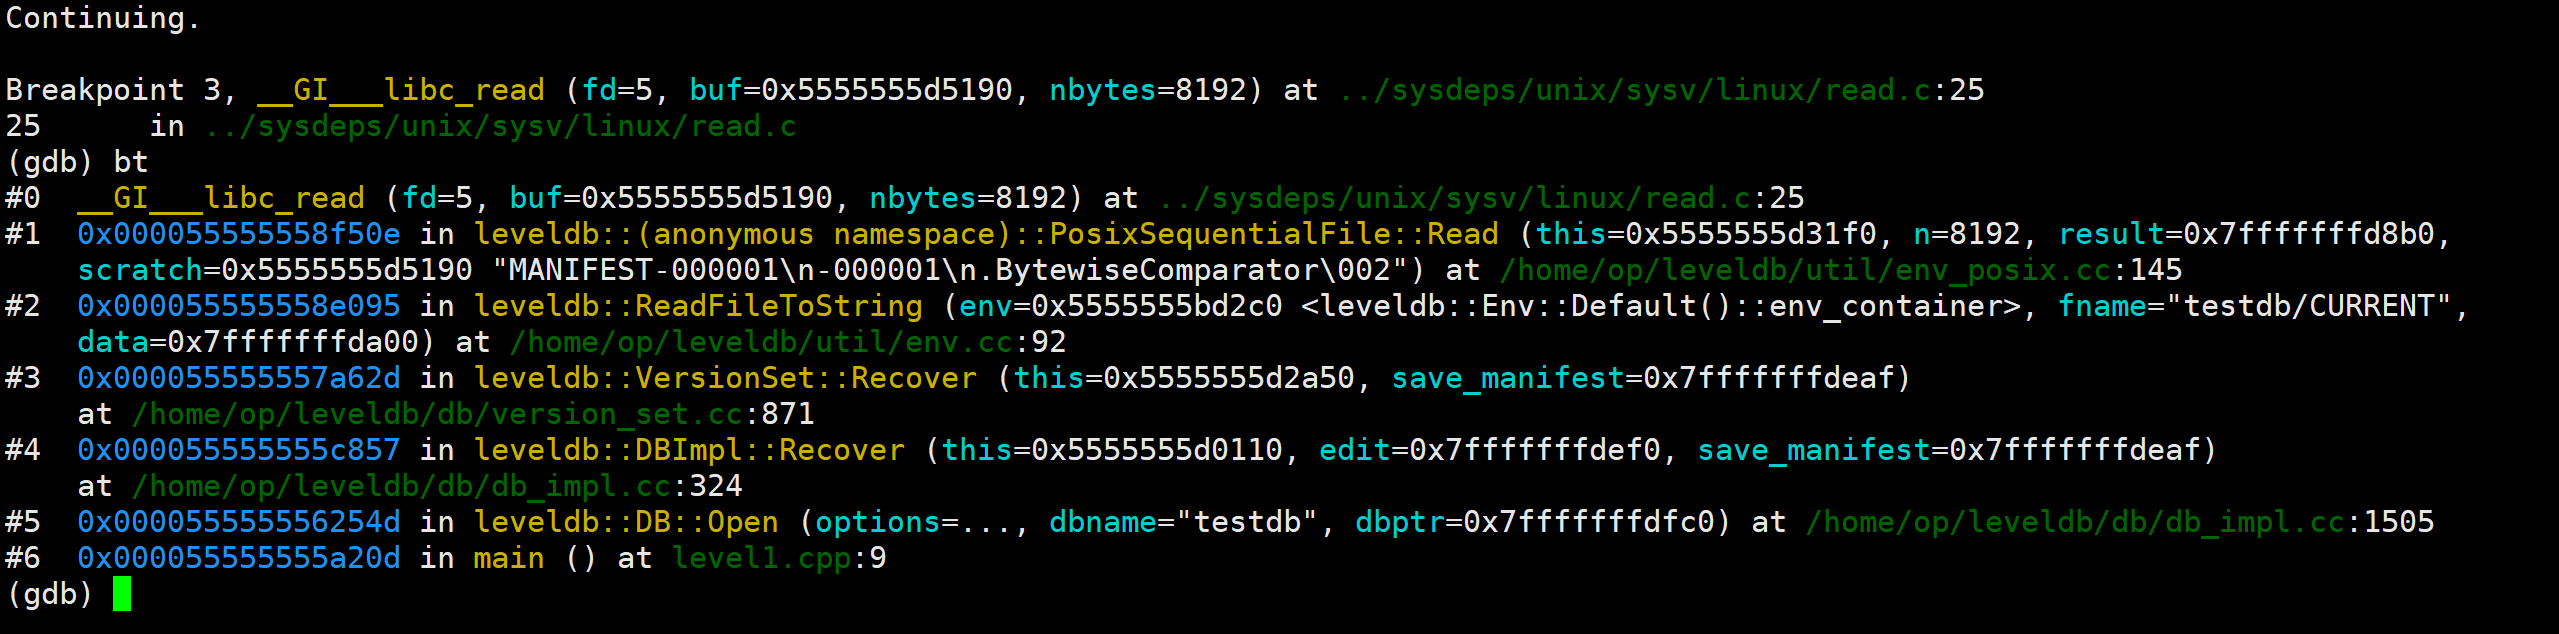 Continuing.
Breakpoint 3, __GI___libc_read (fd=5, buf=0x5555555d5190, nbytes=8192) at ../sysdeps/unix/sysv/linux/read.c:25
25      in ../sysdeps/unix/sysv/linux/read.c
(gdb) bt
#0  __GI___libc_read (fd=5, buf=0x5555555d5190, nbytes=8192) at ../sysdeps/unix/sysv/linux/read.c:25
#1  0x000055555558f50e in leveldb::(anonymous namespace)::PosixSequentialFile::Read (this=0x5555555d31f0, n=8192, result=0x7fffffffd8b0,
    scratch=0x5555555d5190 "MANIFEST-000001\n-000001\n.BytewiseComparator\002") at /home/op/leveldb/util/env_posix.cc:145
#2  0x000055555558e095 in leveldb::ReadFileToString (env=0x5555555bd2c0 <leveldb::Env::Default()::env_container>, fname="testdb/CURRENT",
    data=0x7fffffffda00) at /home/op/leveldb/util/env.cc:92
#3  0x000055555557a62d in leveldb::VersionSet::Recover (this=0x5555555d2a50, save_manifest=0x7fffffffdeaf)
    at /home/op/leveldb/db/version_set.cc:871
#4  0x000055555555c857 in leveldb::DBImpl::Recover (this=0x5555555d0110, edit=0x7fffffffdef0, save_manifest=0x7fffffffdeaf)
    at /home/op/leveldb/db/db_impl.cc:324
#5  0x000055555556254d in leveldb::DB::Open (options=..., dbname="testdb", dbptr=0x7fffffffdfc0) at /home/op/leveldb/db/db_impl.cc:1505
#6  0x000055555555a20d in main () at level1.cpp:9
(gdb)